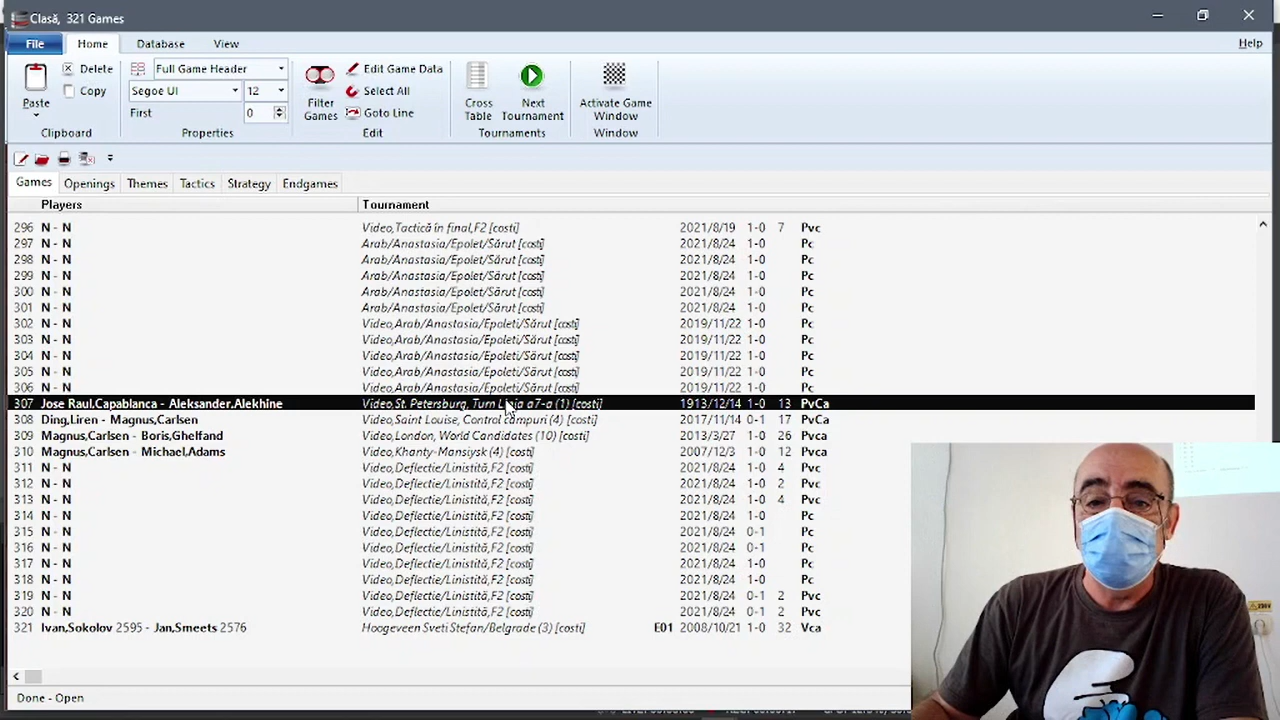 Clasă, 321 Games
File Home Database View Help
Paste Delete Copy Clipboard
Full Game Header Segoe UI 12 First 0 Properties
Filter Games Edit Game Data Select All Goto Line Edit
Cross Table Next Tournament Tournaments
Activate Game Window Window
Games Openings Themes Tactics Strategy Endgames
Players Tournament
296 N - N Video,Tactică în final,F2 [costi] 2021/8/19 1-0 7 Pvc
297 N - N Arab/Anastasia/Epolet/Sărut [costi] 2021/8/24 1-0 Pc
298 N - N Arab/Anastasia/Epolet/Sărut [costi] 2021/8/24 1-0 Pc
299 N - N Arab/Anastasia/Epolet/Sărut [costi] 2021/8/24 1-0 Pc
300 N - N Arab/Anastasia/Epolet/Sărut [costi] 2021/8/24 1-0 Pc
301 N - N Arab/Anastasia/Epolet/Sărut [costi] 2021/8/24 1-0 Pc
302 N - N Video,Arab/Anastasia/Epoleti/Sărut [costi] 2019/11/22 1-0 Pc
303 N - N Video,Arab/Anastasia/Epoleti/Sărut [costi] 2019/11/22 1-0 Pc
304 N - N Video,Arab/Anastasia/Epoleti/Sărut [costi] 2019/11/22 1-0 Pc
305 N - N Video,Arab/Anastasia/Epoleti/Sărut [costi] 2019/11/22 1-0 Pc
306 N - N Video,Arab/Anastasia/Epoleti/Sărut [costi] 2019/11/22 1-0 Pc
307 Jose Raul,Capablanca - Aleksander,Alekhine Video,St. Petersburg, Turn Linia a7-a (1) [costi] 1913/12/14 1-0 13 PvCa
308 Ding,Liren - Magnus,Carlsen Video,Saint Louise, Control câmpuri (4) [costi] 2017/11/14 0-1 17 PvCa
309 Magnus,Carlsen - Boris,Ghelfand Video,London, World Candidates (10) [costi] 2013/3/27 1-0 26 Pvca
310 Magnus,Carlsen - Michael,Adams Video,Khanty-Mansiysk (4) [costi] 2007/12/3 1-0 12 Pvca
311 N - N Video,Deflectie/Linistită,F2 [costi] 2021/8/24 1-0 4 Pvc
312 N - N Video,Deflectie/Linistită,F2 [costi] 2021/8/24 1-0 2 Pvc
313 N - N Video,Deflectie/Linistită,F2 [costi] 2021/8/24 1-0 4 Pvc
314 N - N Video,Deflectie/Linistită,F2 [costi] 2021/8/24 1-0 Pc
315 N - N Video,Deflectie/Linistită,F2 [costi] 2021/8/24 0-1 Pc
316 N - N Video,Deflectie/Linistită,F2 [costi] 2021/8/24 0-1 Pc
317 N - N Video,Deflectie/Linistită,F2 [costi] 2021/8/24 1-0 Pc
318 N - N Video,Deflectie/Linistită,F2 [costi] 2021/8/24 1-0 Pc
319 N - N Video,Deflectie/Linistită,F2 [costi] 2021/8/24 0-1 2 Pvc
320 N - N Video,Deflectie/Linistită,F2 [costi] 2021/8/24 0-1 2 Pvc
321 Ivan,Sokolov 2595 - Jan,Smeets 2576 Hoogeveen Sveti Stefan/Belgrade (3) [costi] E01 2008/10/21 1-0 32 Vca
Done - Open